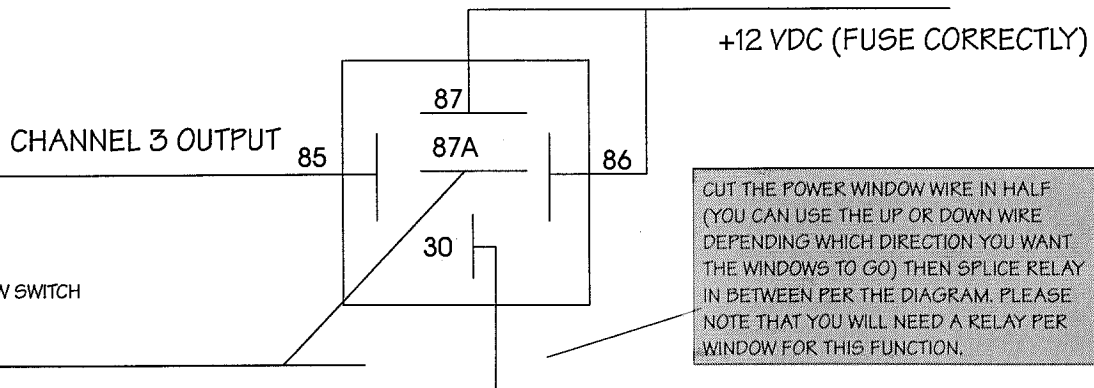 +12 VDC (FUSE CORRECTLY)
87
CHANNEL 3 OUTPUT
85
87A
86
30
CUT THE POWER WINDOW WIRE IN HALF
(YOU CAN USE THE UP OR DOWN WIRE
DEPENDING WHICH DIRECTION YOU WANT
THE WINDOWS TO GO) THEN SPLICE RELAY
IN BETWEEN PER THE DIAGRAM. PLEASE
NOTE THAT YOU WILL NEED A RELAY PER
WINDOW FOR THIS FUNCTION.
SWITCH